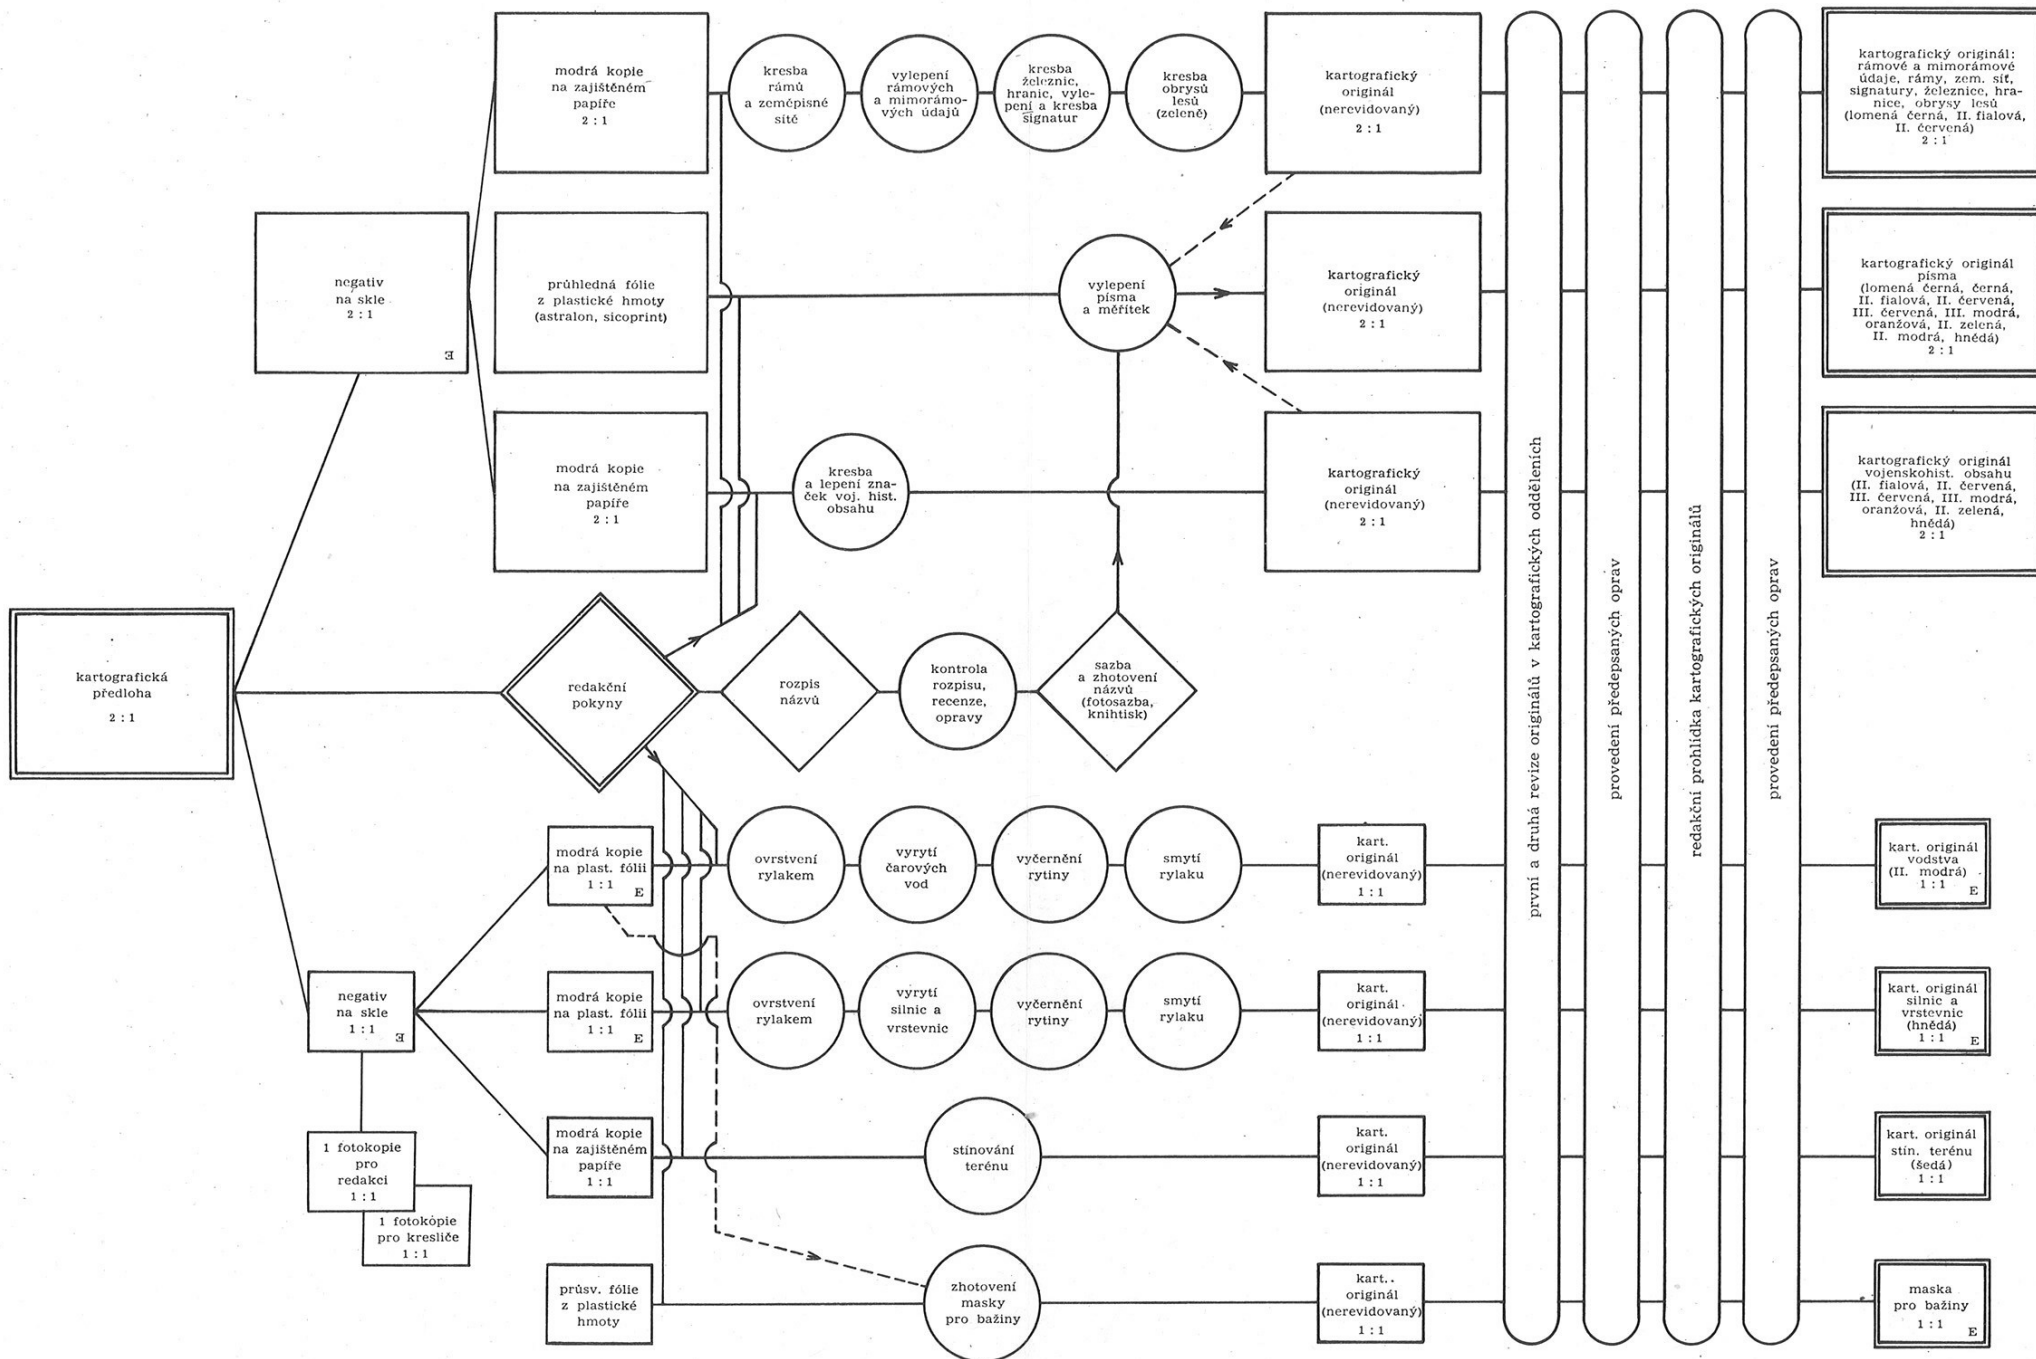 modrá kopie
na zajištěném
papíře
2 : 1
kresba
rámů
a zeměpisné
sítě
vylepení
rámových
a mimorámo-
vých údajů
kresba
železnic,
hranic, vyle-
pení a kresba
signatur
kresba
obrysů
lesů
(zeleně)
kartografický
originál
(nerevidovaný)
2 : 1
kartografický originál:
rámové a mimorámové
údaje, rámy, zem. síť,
signatury, železnice, hra-
nice, obrysy lesů
(lomená černá, II. fialová,
II. červená)
2 : 1
negativ
na skle
2 : 1
E
průhledná fólie
z plastické hmoty
(astralon, sicoprint)
vylepení
písma
a měřítek
kartografický
originál
(nerevidovaný)
2 : 1
kartografický originál
písma
(lomená černá, černá,
II. fialová, II. červená,
III. červená, III. modrá,
oranžová, II. zelená,
II. modrá, hnědá)
2 : 1
modrá kopie
na zajištěném
papíře
2 : 1
kresba
a lepení zna-
ček voj. hist.
obsahu
kartografický
originál
(nerevidovaný)
2 : 1
kartografický originál
vojenskohist. obsahu
(II. fialová, II. červená,
III. červená, III. modrá,
oranžová, II. zelená,
hnědá)
2 : 1
kartografická
předloha
2 : 1
redakční
pokyny
rozpis
názvů
kontrola
rozpisu,
recenze,
opravy
sazba
a zhotovení
názvů
(fotosazba,
knihtisk)
první a druhá revize originálů v kartografických odděleních
provedení předepsaných oprav
redakční prohlídka kartografických originálů
provedení předepsaných oprav
modrá kopie
na plast. fólii
1 : 1
E
ovrstvení
rylakem
vyrytí
čarových
vod
vyčernění
rytiny
smytí
rylaku
kart.
originál
(nerevidovaný)
1 : 1
kart. originál
vodstva
(II. modrá)
1 : 1
E
negativ
na skle
1 : 1
E
modrá kopie
na plast. fólii
1 : 1
E
ovrstvení
rylakem
vyrytí
silnic a
vrstevnic
vyčernění
rytiny
smytí
rylaku
kart.
originál
(nerevidovaný)
1 : 1
kart. originál
silnic a
vrstevnic
(hnědá)
1 : 1
E
1 fotokopie
pro
redakci
1 : 1
1 fotokopie
pro kresliče
1 : 1
modrá kopie
na zajištěném
papíře
1 : 1
stínování
terénu
kart.
originál
(nerevidovaný)
1 : 1
kart. originál
stín. terénu
(šedá)
1 : 1
průsv. fólie
z plastické
hmoty
zhotovení
masky
pro bažiny
kart.
originál
(nerevidovaný)
1 : 1
maska
pro bažiny
1 : 1
E